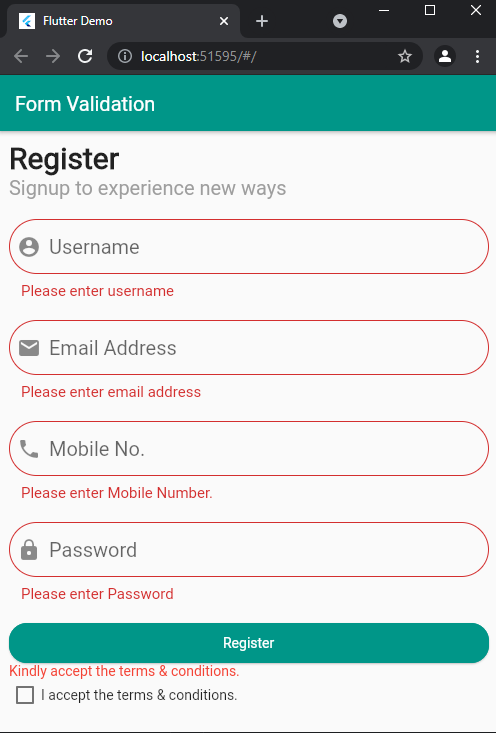 Flutter Demo
localhost:51595/#/
Form Validation
Register
Signup to experience new ways
Username
Please enter username
Email Address
Please enter email address
Mobile No.
Please enter Mobile Number.
Password
Please enter Password
Register
Kindly accept the terms & conditions.
I accept the terms & conditions.